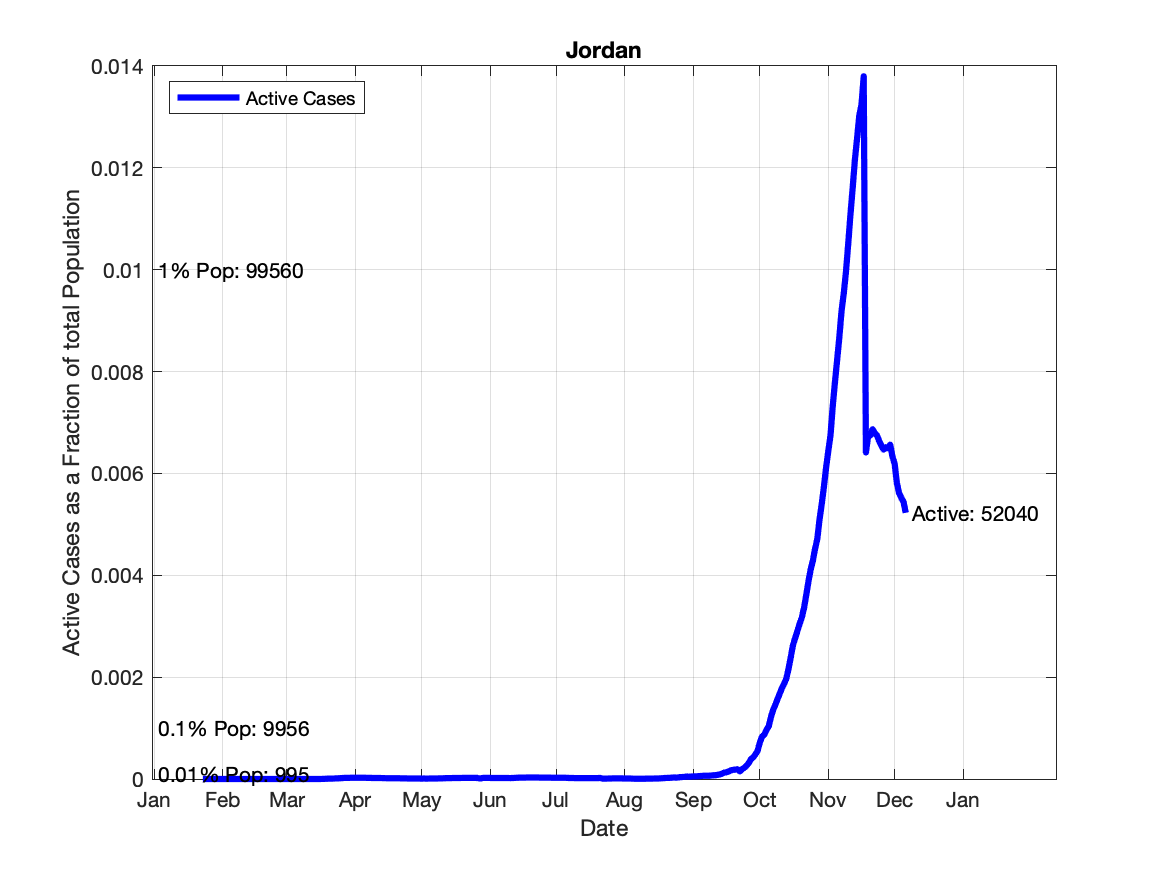 Jordan
0.014
Active Cases
0.012
0.01
1% Pop: 99560
0.008
0.006
Active: 52040
0.004
0.002
0.1% Pop: 9956
0.01% Pop: 995
0
Jan Feb Mar Apr May Jun Jul Aug Sep Oct Nov Dec Jan
Date
Active Cases as a Fraction of total Population